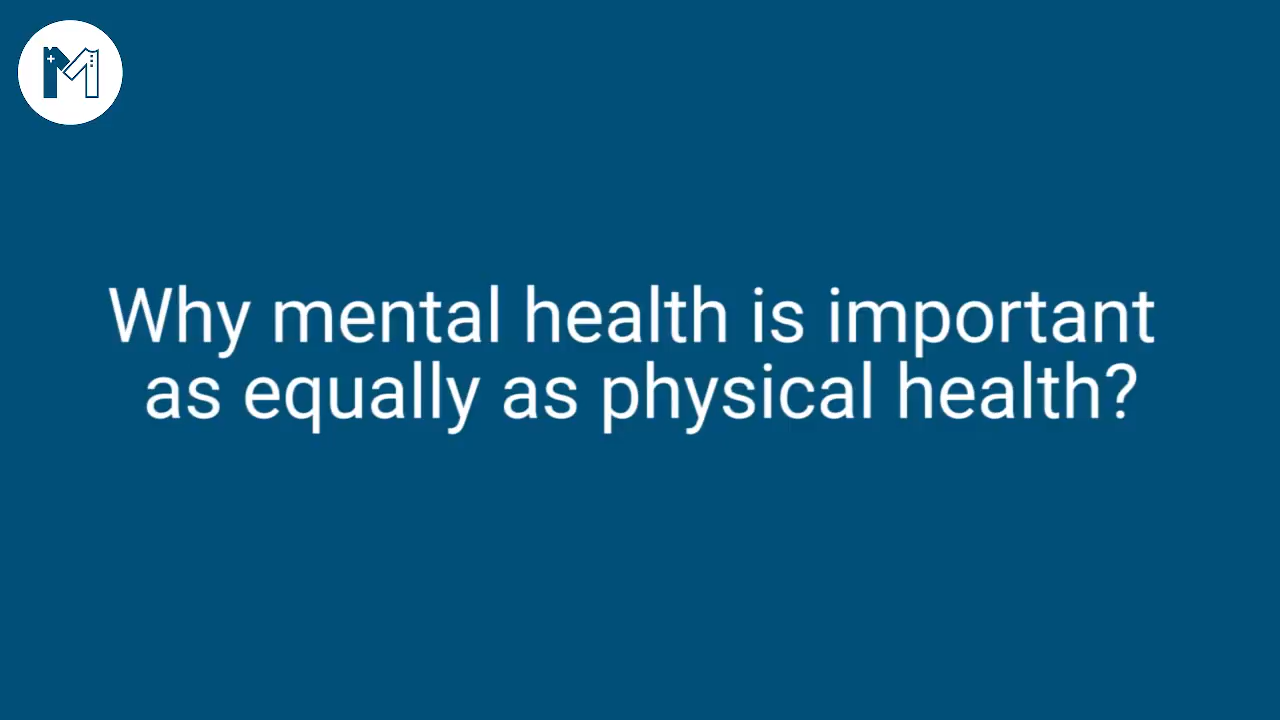 M
Why mental health is important
as equally as physical health?